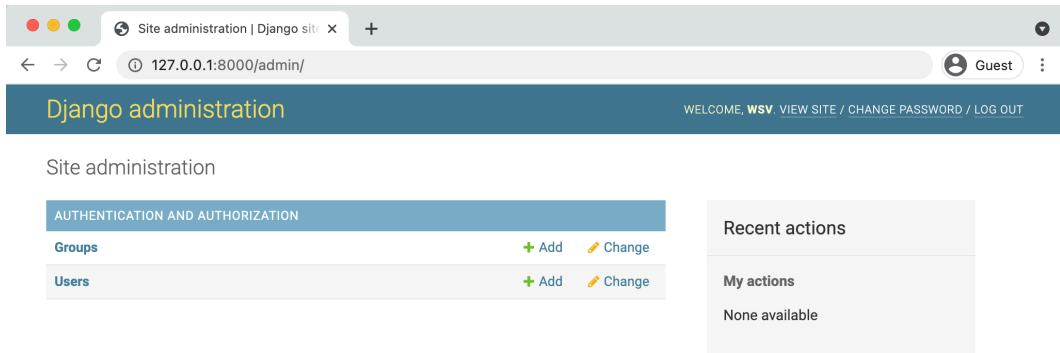 Site administration | Django site
127.0.0.1:8000/admin/
Guest
Django administration
WELCOME, WSV. VIEW SITE / CHANGE PASSWORD / LOG OUT
Site administration
AUTHENTICATION AND AUTHORIZATION
Groups Add Change
Users Add Change
Recent actions
My actions
None available